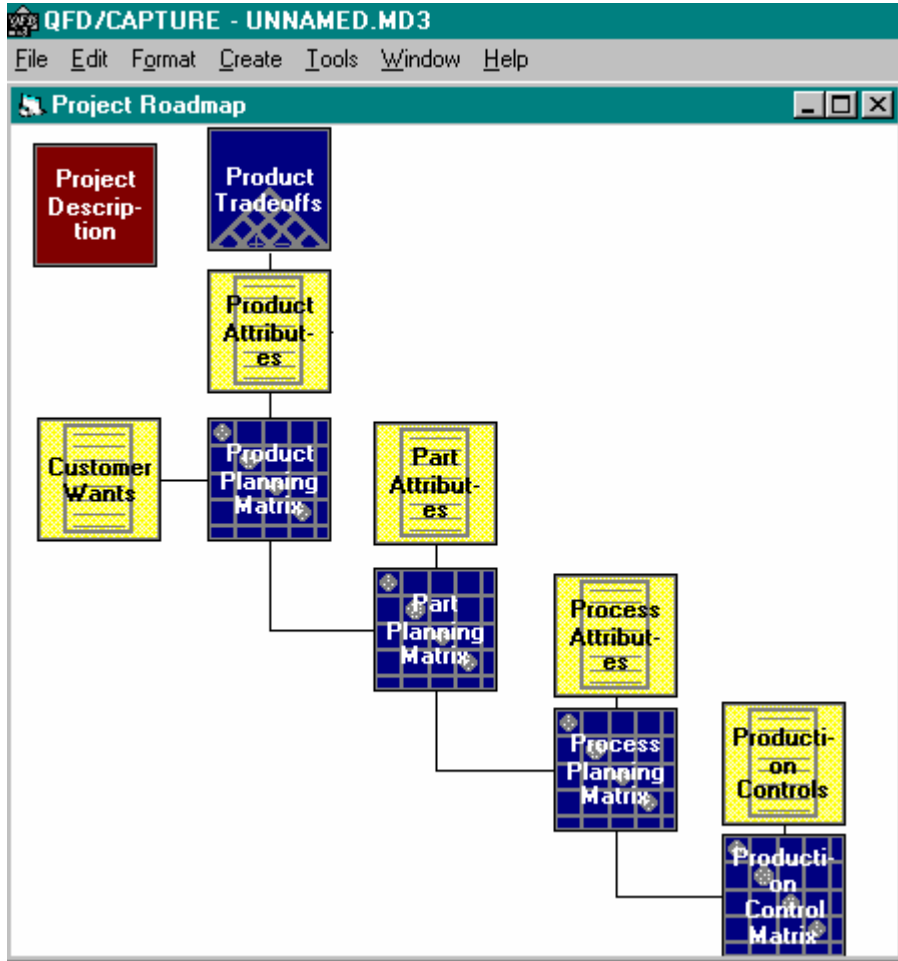 QFD/CAPTURE - UNNAMED.MD3
File Edit Format Create Tools Window Help
Project Roadmap
Project
Descrip-
tion
Product
Tradeoffs
Product
Attribut-
es
Customer
Wants
Product
Planning
Matrix
Part
Attribut-
es
Part
Planning
Matrix
Process
Attribut-
es
Process
Planning
Matrix
Producti-
on
Controls
Producti-
on
Control
Matrix